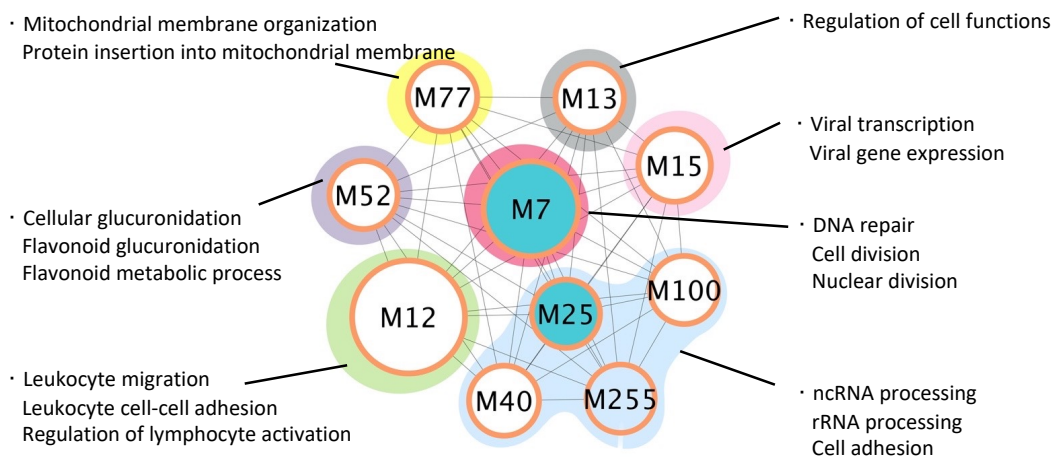 · Mitochondrial membrane organization
Protein insertion into mitochondrial membrane
· Regulation of cell functions
M77
M13
· Viral transcription
Viral gene expression
M15
M52
M7
· Cellular glucuronidation
Flavonoid glucuronidation
Flavonoid metabolic process
· DNA repair
Cell division
Nuclear division
M100
M12
M25
· Leukocyte migration
Leukocyte cell-cell adhesion
Regulation of lymphocyte activation
M40
M255
· ncRNA processing
rRNA processing
Cell adhesion